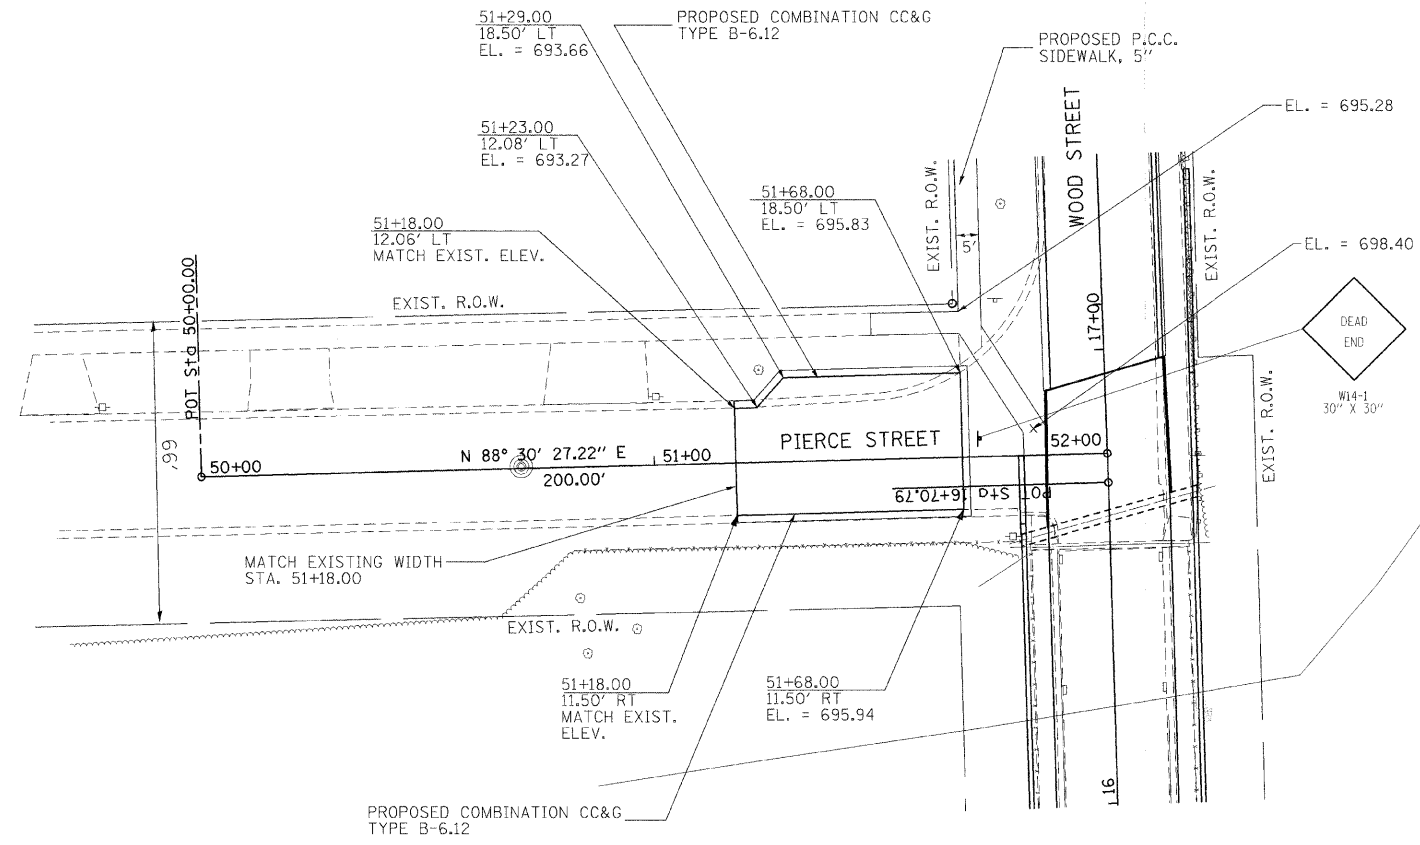 51+29.00
18.50' LT
EL. = 693.66
PROPOSED COMBINATION CC&G
TYPE B-6.12
PROPOSED P.C.C.
SIDEWALK, 5"
WOOD STREET
EL. = 695.28
51+23.00
12.08' LT
EL. = 693.27
51+68.00
18.50' LT
EL. = 695.83
EXIST. R.O.W.
EXIST. R.O.W.
5'
51+18.00
12.06' LT
MATCH EXIST. ELEV.
EL. = 698.40
POT Sta 50+00.00
EXIST. R.O.W.
17+00
DEAD
END
W14-1
30" X 30"
EXIST. R.O.W.
66'
50+00
N 88° 30' 27.22" E
200.00'
51+00
PIERCE STREET
52+00
POT Sta 16+70.79
MATCH EXISTING WIDTH
STA. 51+18.00
EXIST. R.O.W.
51+18.00
11.50' RT
MATCH EXIST.
ELEV.
51+68.00
11.50' RT
EL. = 695.94
16
PROPOSED COMBINATION CC&G
TYPE B-6.12